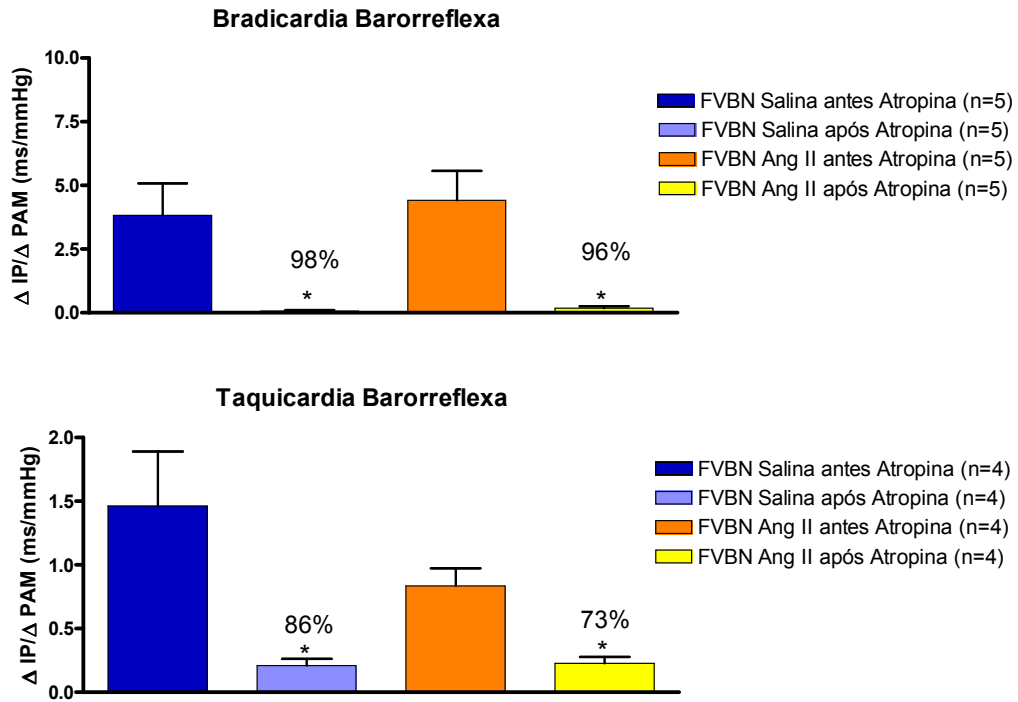 Bradicardia Barorreflexa
10.0
7.5
5.0
2.5
0.0
Δ IP/Δ PAM (ms/mmHg)
98%
*
96%
*
FVBN Salina antes Atropina (n=5)
FVBN Salina após Atropina (n=5)
FVBN Ang II antes Atropina (n=5)
FVBN Ang II após Atropina (n=5)
Taquicardia Barorreflexa
2.0
1.5
1.0
0.5
0.0
Δ IP/Δ PAM (ms/mmHg)
86%
*
73%
*
FVBN Salina antes Atropina (n=4)
FVBN Salina após Atropina (n=4)
FVBN Ang II antes Atropina (n=4)
FVBN Ang II após Atropina (n=4)